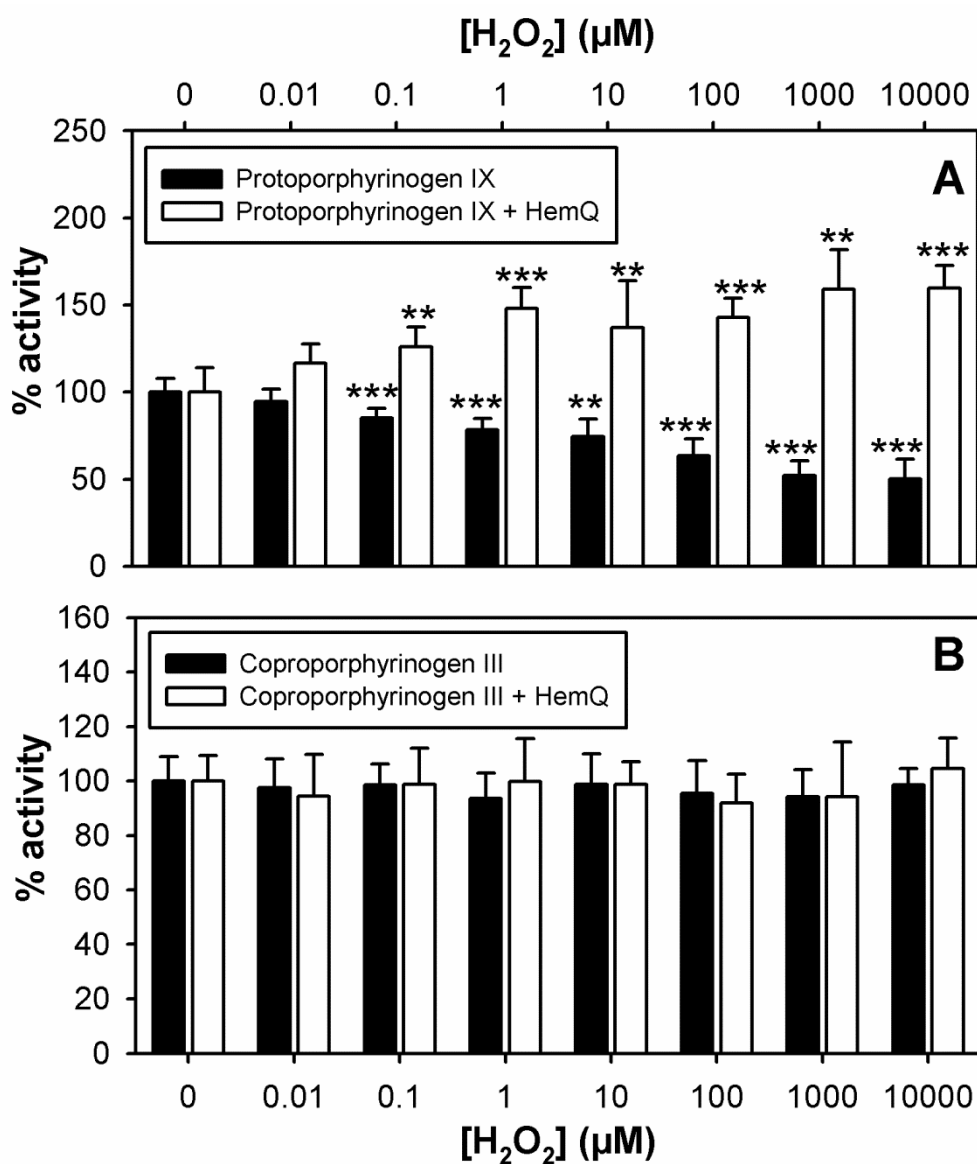 [H₂O₂] (µM)
0 0.01 0.1 1 10 100 1000 10000
A
Protoporphyrinogen IX
Protoporphyrinogen IX + HemQ
% activity
250
200
150
100
50
0
** *** ** *** ** ***
*** *** ** *** *** ***
B
Coproporphyrinogen III
Coproporphyrinogen III + HemQ
% activity
160
140
120
100
80
60
40
20
0
0 0.01 0.1 1 10 100 1000 10000
[H₂O₂] (µM)